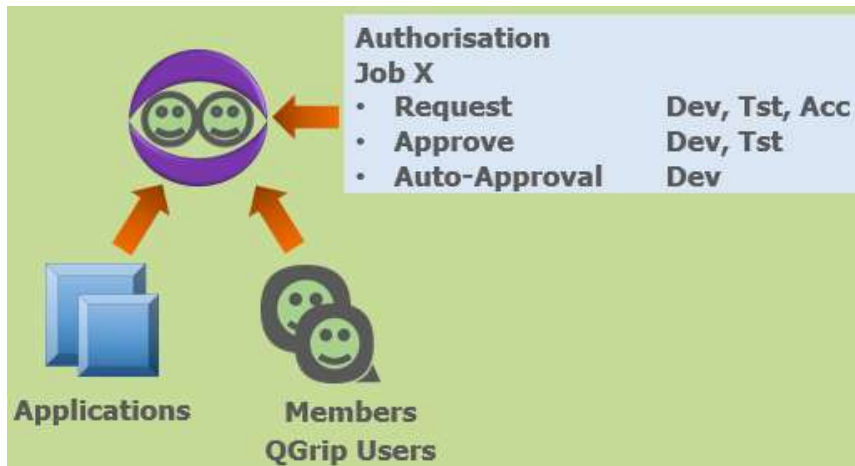 Authorisation
Job X
• Request Dev, Tst, Acc
• Approve Dev, Tst
• Auto-Approval Dev
Applications
Members
QGrip Users